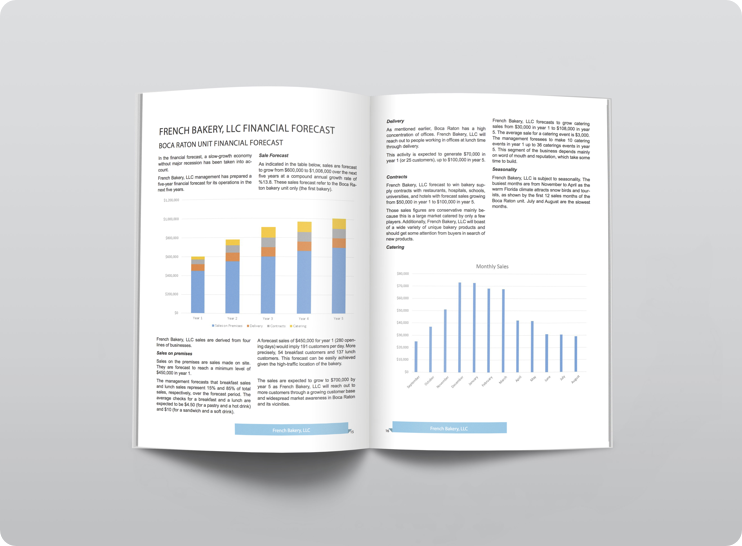 FRENCH BAKERY, LLC FINANCIAL FORECAST
BOCA RATON UNIT FINANCIAL FORECAST
In the financial forecast, a slow-growth economy
without major recession has been taken into ac-
count.
French Bakery, LLC management has prepared a
five-year financial forecast for its operations in the
next five years.
Sale Forecast
As indicated in the table below, sales are forecast
to grow from $600,000 to $1,008,000 over the next
five years at a compound annual growth rate of
%13.8. These sales forecast refer to the Boca Ra-
ton bakery unit only (the first bakery).
$1,200,000
$1,000,000
$800,000
$600,000
$400,000
$200,000
$0
Year 1
Year 2
Year 5
Delivery
Contracts
Catering
French Bakery, LLC sales are derived from four
lines of businesses.
Sales on premises
Sales on the premises are sales made on site.
They are forecast to reach a minimum level of
$450,000 in year 1.
The management forecasts that breakfast sales
and lunch sales represent 15% and 85% of total
sales, respectively, over the forecast period. The
average checks for a breakfast and a lunch are
expected to be $4.50 (for a pastry and a hot drink)
and $10 (for a sandwich and a soft drink).
A forecast sales of $450,000 for year 1 (280 open-
ing days) would imply 191 customers per day. More
precisely, 54 breakfast customers and 137 lunch
customers. This forecast can be easily achieved
given the high-traffic location of the bakery.
The sales are expected to grow to $700,000 by
year 5 as French Bakery, LLC will reach out to
more customers through a growing customer base
and widespread market awareness in Boca Raton
and its vicinities.
French Bakery, LLC
Delivery
As mentioned earlier, Boca Raton has a high
concentration of offices. French Bakery, LLC will
reach out to people working in offices at lunch time
through delivery.
This activity is expected to generate $70,000 in
year 1 (or 25 customers), up to $100,000 in year 5.
Contracts
French Bakery, LLC forecast to win bakery sup-
ply contracts with restaurants, hospitals, schools,
universities, and hotels with forecast sales growing
from $50,000 in year 1 to $100,000 in year 5.
Those sales figures are conservative mainly be-
cause this is a large market catered by only a few
players. Additionally, French Bakery, LLC will boast
of a wide variety of unique bakery products and
should get some attention from buyers in search of
new products.
Catering
French Bakery, LLC forecasts to grow catering
sales from $30,000 in year 1 to $108,000 in year
5. The average sale for a catering event is $3,000.
The management foresees to make 10 catering
events in year 1 up to 36 caterings events in year
5. This segment of the business depends mainly
on word of mouth and reputation, which take some
time to build.
Seasonality
French Bakery, LLC is subject to seasonality. The
busiest months are from November to April as the
warm Florida climate attracts snow birds and tour-
ists, as shown by the first 12 sales months of the
Boca Raton unit. July and August are the slowest
months.
Monthly Sales
$80,000
$70,000
$60,000
$50,000
$40,000
$30,000
$20,000
$10,000
$0
September
October
November
December
January
February
March
April
May
June
July
August
French Bakery, LLC